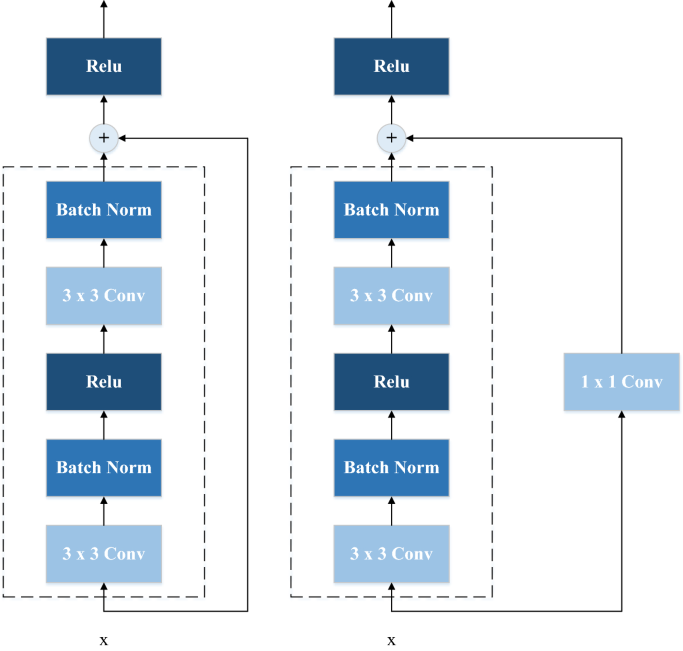 Relu
+
Batch Norm
3 x 3 Conv
Relu
Batch Norm
3 x 3 Conv
x
Relu
+
Batch Norm
3 x 3 Conv
Relu
1 x 1 Conv
Batch Norm
3 x 3 Conv
x